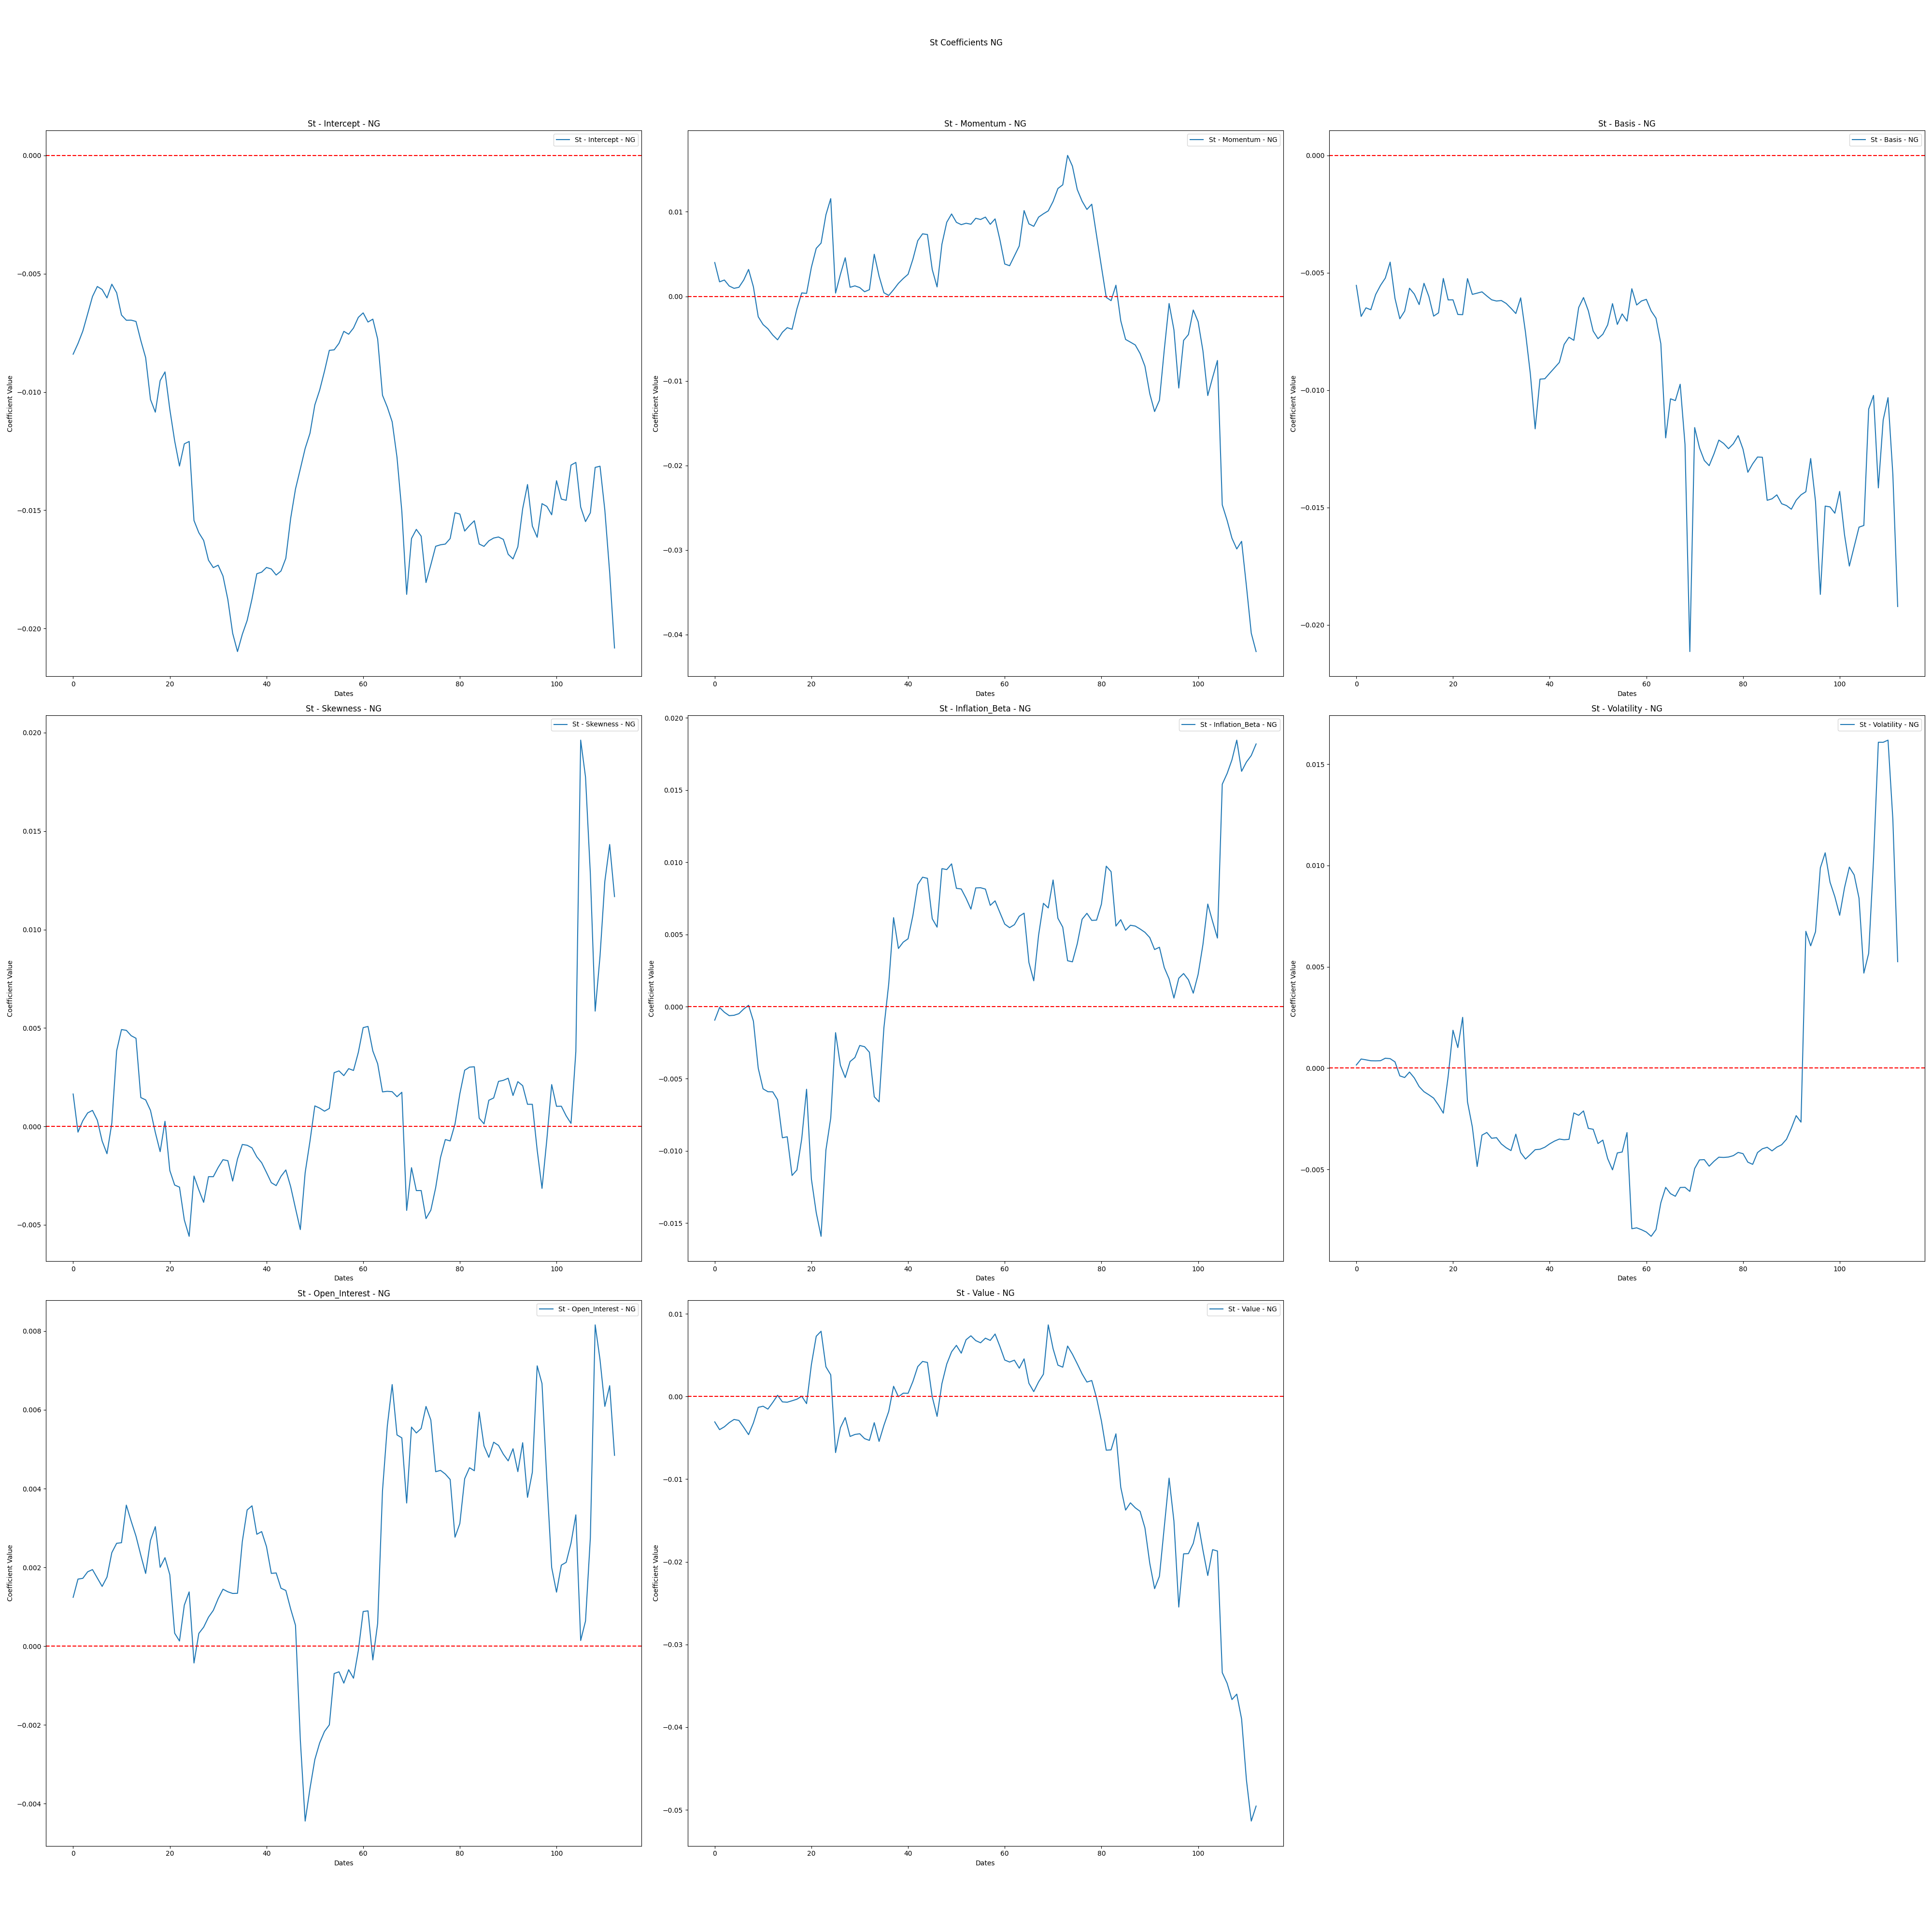 St Coefficients NG
St - Intercept - NG
St - Intercept - NG
0.000
−0.005
−0.010
−0.015
−0.020
Coefficient Value
0 20 40 60 80 100
Dates
St - Momentum - NG
St - Momentum - NG
0.01
0.00
−0.01
−0.02
−0.03
−0.04
Coefficient Value
0 20 40 60 80 100
Dates
St - Basis - NG
St - Basis - NG
0.000
−0.005
−0.010
−0.015
−0.020
Coefficient Value
0 20 40 60 80 100
Dates
St - Skewness - NG
St - Skewness - NG
0.020
0.015
0.010
0.005
0.000
−0.005
Coefficient Value
0 20 40 60 80 100
Dates
St - Inflation_Beta - NG
St - Inflation_Beta - NG
0.020
0.015
0.010
0.005
0.000
−0.005
−0.010
−0.015
Coefficient Value
0 20 40 60 80 100
Dates
St - Volatility - NG
St - Volatility - NG
0.015
0.010
0.005
0.000
−0.005
Coefficient Value
0 20 40 60 80 100
Dates
St - Open_Interest - NG
St - Open_Interest - NG
0.008
0.006
0.004
0.002
0.000
−0.002
−0.004
Coefficient Value
0 20 40 60 80 100
Dates
St - Value - NG
St - Value - NG
0.01
0.00
−0.01
−0.02
−0.03
−0.04
−0.05
Coefficient Value
0 20 40 60 80 100
Dates